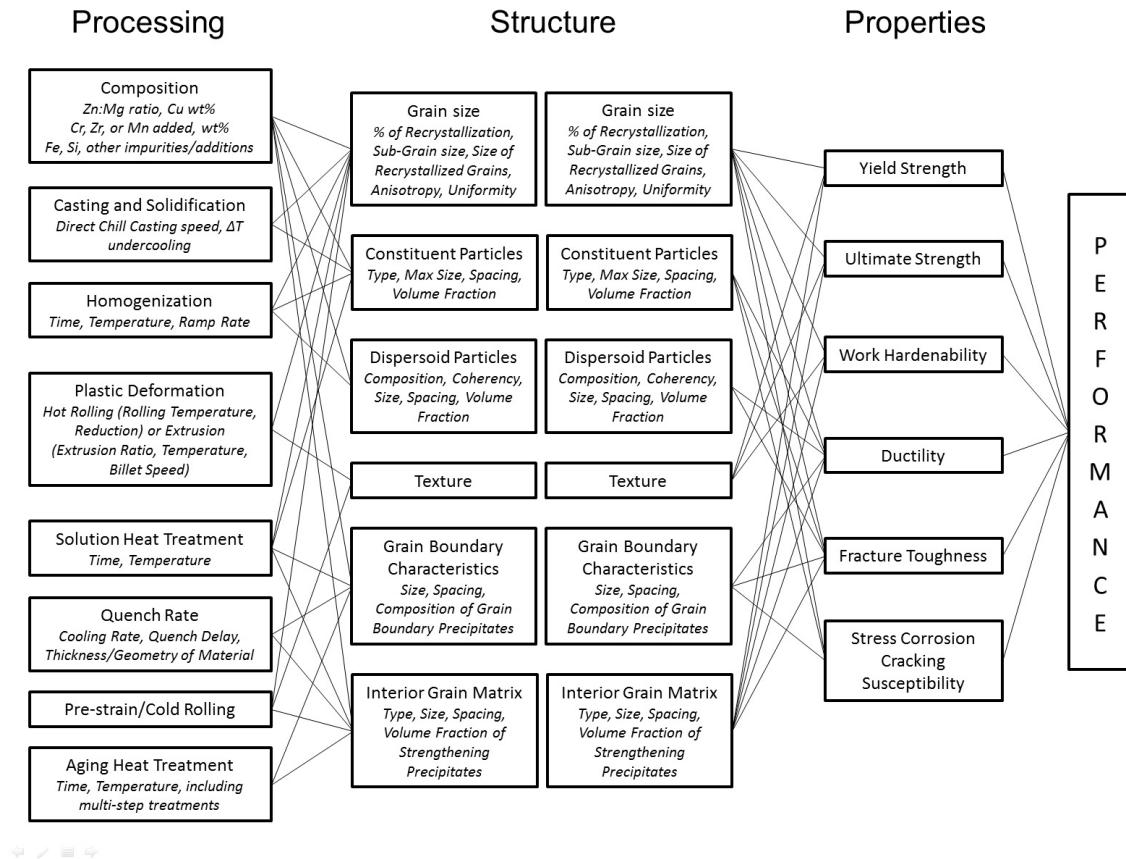 Processing
Structure
Properties
Composition
Zn:Mg ratio, Cu wt%
Cr, Zr, or Mn added, wt%
Fe, Si, other impurities/additions
Casting and Solidification
Direct Chill Casting speed, ΔT
undercooling
Homogenization
Time, Temperature, Ramp Rate
Plastic Deformation
Hot Rolling (Rolling Temperature,
Reduction) or Extrusion
(Extrusion Ratio, Temperature,
Billet Speed)
Solution Heat Treatment
Time, Temperature
Quench Rate
Cooling Rate, Quench Delay,
Thickness/Geometry of Material
Pre-strain/Cold Rolling
Aging Heat Treatment
Time, Temperature, including
multi-step treatments
Grain size
% of Recrystallization,
Sub-Grain size, Size of
Recrystallized Grains,
Anisotropy, Uniformity
Constituent Particles
Type, Max Size, Spacing,
Volume Fraction
Dispersoid Particles
Composition, Coherency,
Size, Spacing, Volume
Fraction
Texture
Grain Boundary
Characteristics
Size, Spacing,
Composition of Grain
Boundary Precipitates
Interior Grain Matrix
Type, Size, Spacing,
Volume Fraction of
Strengthening
Precipitates
Grain size
% of Recrystallization,
Sub-Grain size, Size of
Recrystallized Grains,
Anisotropy, Uniformity
Constituent Particles
Type, Max Size, Spacing,
Volume Fraction
Dispersoid Particles
Composition, Coherency,
Size, Spacing, Volume
Fraction
Texture
Grain Boundary
Characteristics
Size, Spacing,
Composition of Grain
Boundary Precipitates
Interior Grain Matrix
Type, Size, Spacing,
Volume Fraction of
Strengthening
Precipitates
Yield Strength
Ultimate Strength
Work Hardenability
Ductility
Fracture Toughness
Stress Corrosion
Cracking
Susceptibility
PERFORMANCE